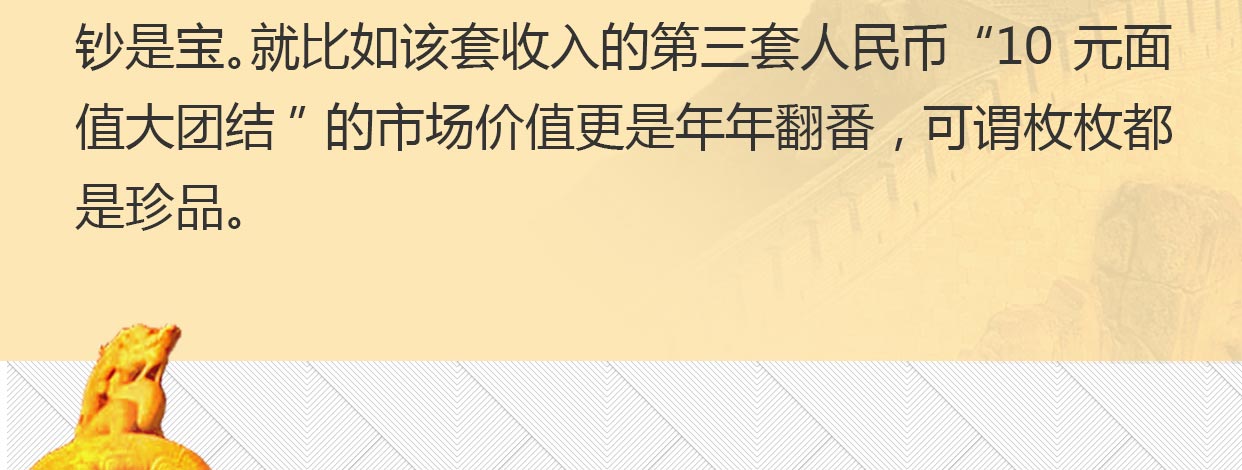 钞是宝。就比如该套收入的第三套人民币“10 元面
值大团结”的市场价值更是年年翻番，可谓枚枚都
是珍品。